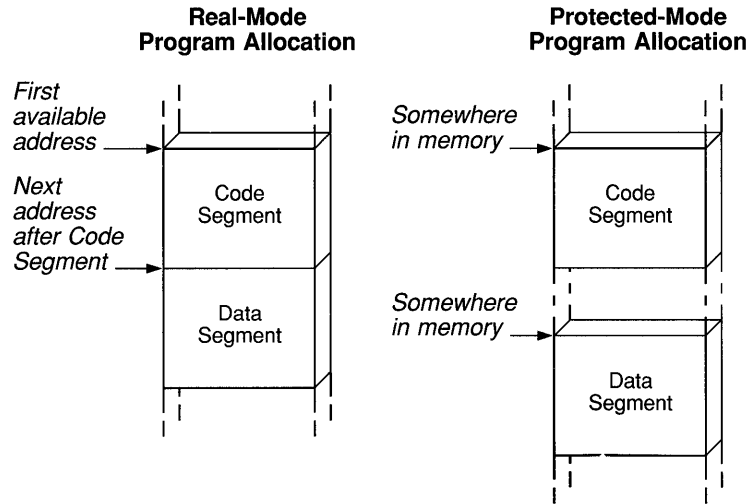 Real-Mode
Program Allocation
First
available
address
Next
address
after Code
Segment
Code
Segment
Data
Segment
Protected-Mode
Program Allocation
Somewhere
in memory
Code
Segment
Somewhere
in memory
Data
Segment